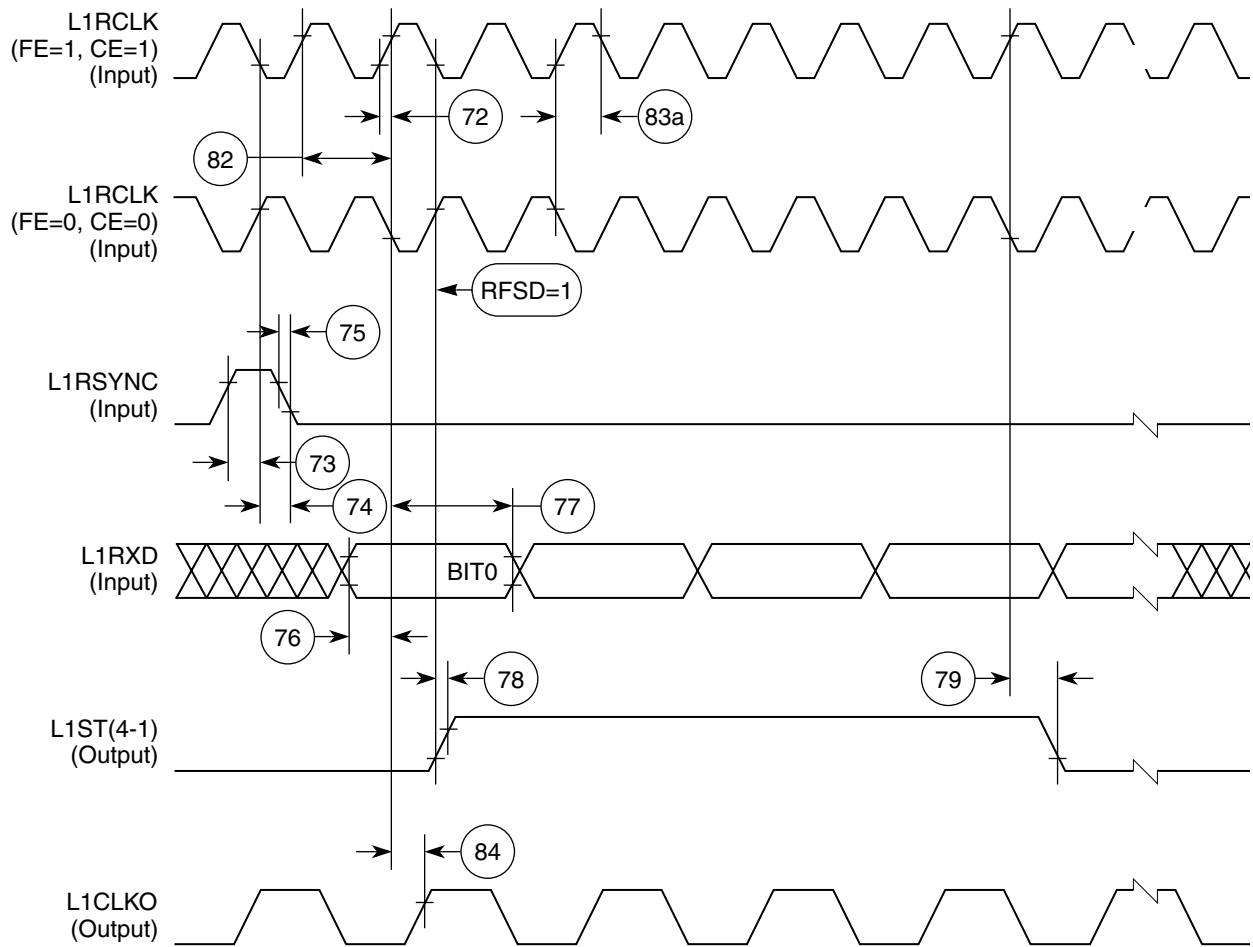 L1RCLK
(FE=1, CE=1)
(Input)
72
83a
82
L1RCLK
(FE=0, CE=0)
(Input)
RFSD=1
75
L1RSYNC
(Input)
73
74
77
L1RXD
(Input)
BIT0
76
78
79
L1ST(4-1)
(Output)
84
L1CLKO
(Output)